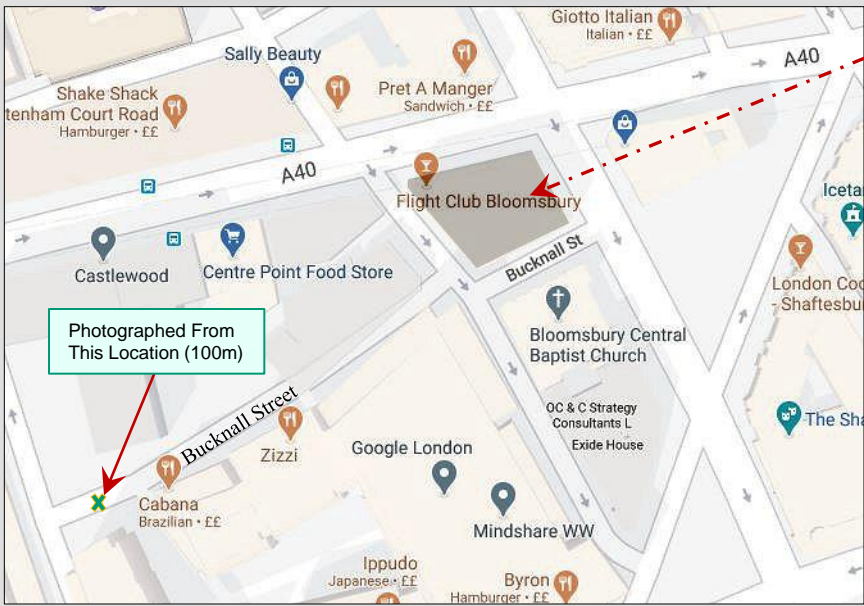 Giotto Italian
Italian • ££
A40
Sally Beauty
Shake Shack
tenham Court Road
Hamburger • ££
Pret A Manger
Sandwich • ££
A40
Flight Club Bloomsbury
Iceta
Bucknall St
Castlewood
Centre Point Food Store
London Coc
- Shaftesbu
Photographed From
This Location (100m)
Bloomsbury Central
Baptist Church
Bucknall Street
OC & C Strategy
Consultants L
Exide House
The Sha
Zizzi
Google London
X
Cabana
Brazilian • ££
Mindshare WW
Ippudo
Japanese • ££
Byron
Hamburger • ££